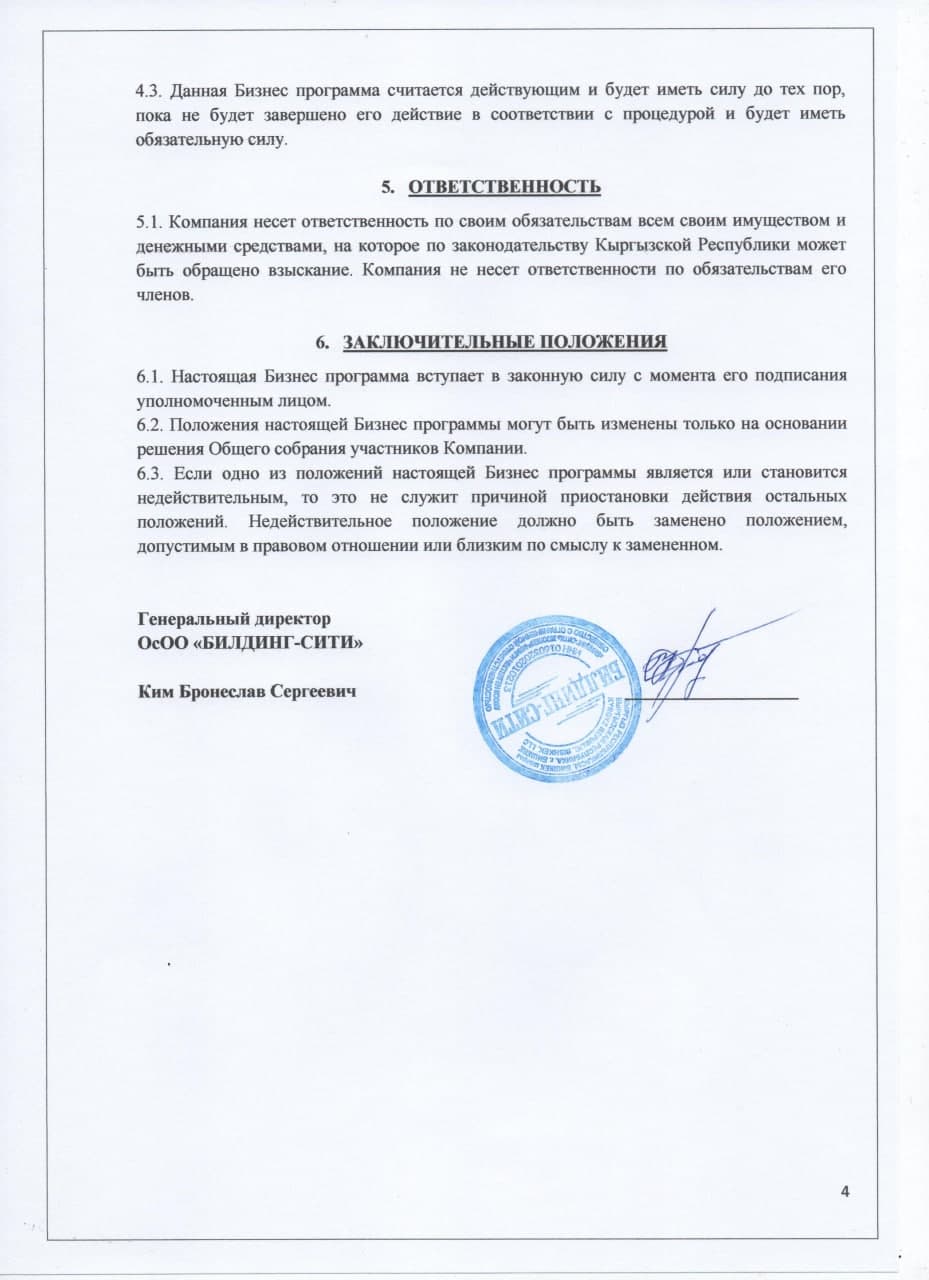 4.3. Данная Бизнес программа считается действующим и будет иметь силу до тех пор,
пока не будет завершено его действие в соответствии с процедурой и будет иметь
обязательную силу.
5. ОТВЕТСТВЕННОСТЬ
5.1. Компания несет ответственность по своим обязательствам всем своим имуществом и
денежными средствами, на которое по законодательству Кыргызской Республики может
быть обращено взыскание. Компания не несет ответственности по обязательствам его
членов.
6. ЗАКЛЮЧИТЕЛЬНЫЕ ПОЛОЖЕНИЯ
6.1. Настоящая Бизнес программа вступает в законную силу с момента его подписания
уполномоченным лицом.
6.2. Положения настоящей Бизнес программы могут быть изменены только на основании
решения Общего собрания участников Компании.
6.3. Если одно из положений настоящей Бизнес программы является или становится
недействительным, то это не служит причиной приостановки действия остальных
положений. Недействительное положение должно быть заменено положением,
допустимым в правовом отношении или близким по смыслу к замененном.
Генеральный директор
ОсОО «БИЛДИНГ-СИТИ»
Ким Бронеслав Сергеевич
БИЛДИНГ-СИТИ
4